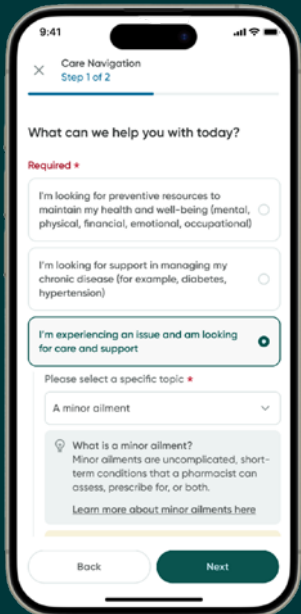 9:41
Care Navigation
Step 1 of 2
What can we help you with today?
Required *
I'm looking for preventive resources to
maintain my health and well-being (mental,
physical, financial, emotional, occupational)
I'm looking for support in managing my
chronic disease (for example, diabetes,
hypertension)
I'm experiencing an issue and am looking
for care and support
Please select a specific topic *
A minor ailment
What is a minor ailment?
Minor ailments are uncomplicated, short-
term conditions that a pharmacist can
assess, prescribe for, or both.
Learn more about minor ailments here
Back
Next